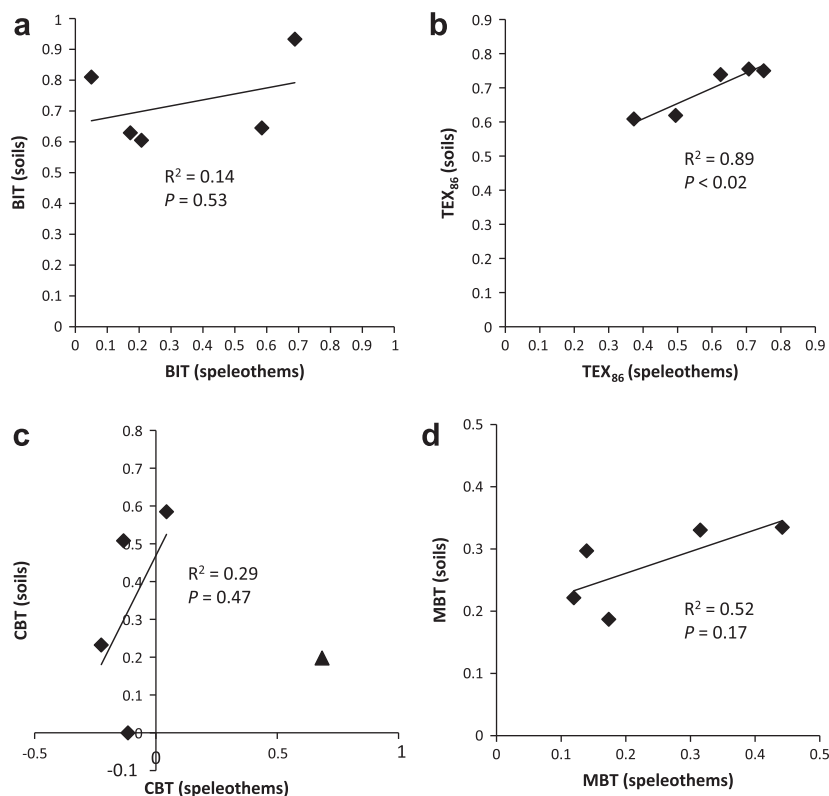 a
1
0.9
0.8
0.7
0.6
0.5
0.4
0.3
0.2
0.1
0
BIT (soils)
R² = 0.14
P = 0.53
0 0.1 0.2 0.3 0.4 0.5 0.6 0.7 0.8 0.9 1
BIT (speleothems)
b
0.9
0.8
0.7
0.6
0.5
0.4
0.3
0.2
0.1
0
TEX₈₆ (soils)
R² = 0.89
P < 0.02
0 0.1 0.2 0.3 0.4 0.5 0.6 0.7 0.8 0.9
TEX₈₆ (speleothems)
c
0.8
0.7
0.6
0.5
0.4
0.3
0.2
0.1
0
-0.1
CBT (soils)
R² = 0.29
P = 0.47
-0.5 0 0.5 1
CBT (speleothems)
d
0.5
0.4
0.3
0.2
0.1
0
MBT (soils)
R² = 0.52
P = 0.17
0 0.1 0.2 0.3 0.4 0.5
MBT (speleothems)